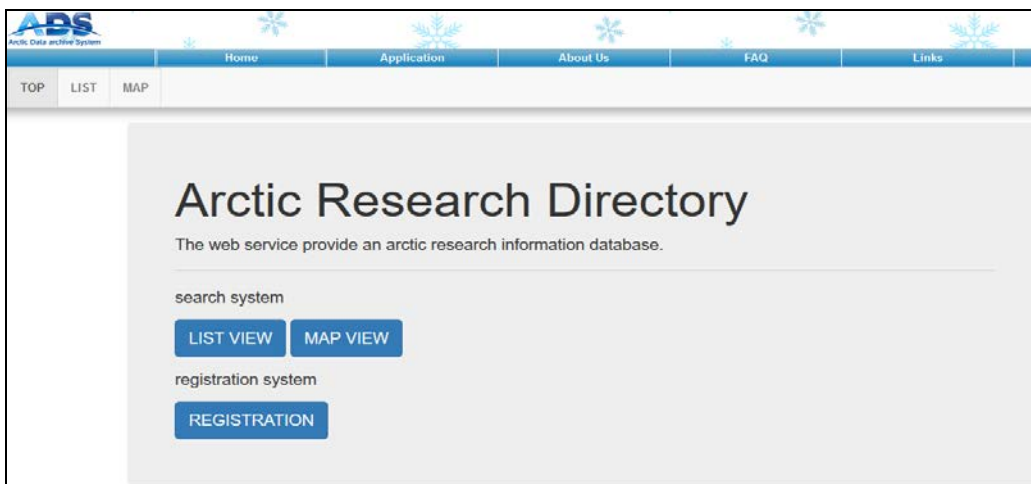 ADS
Arctic Data archive System
Home Application About Us FAQ Links
TOP LIST MAP
Arctic Research Directory
The web service provide an arctic research information database.
search system
LIST VIEW MAP VIEW
registration system
REGISTRATION